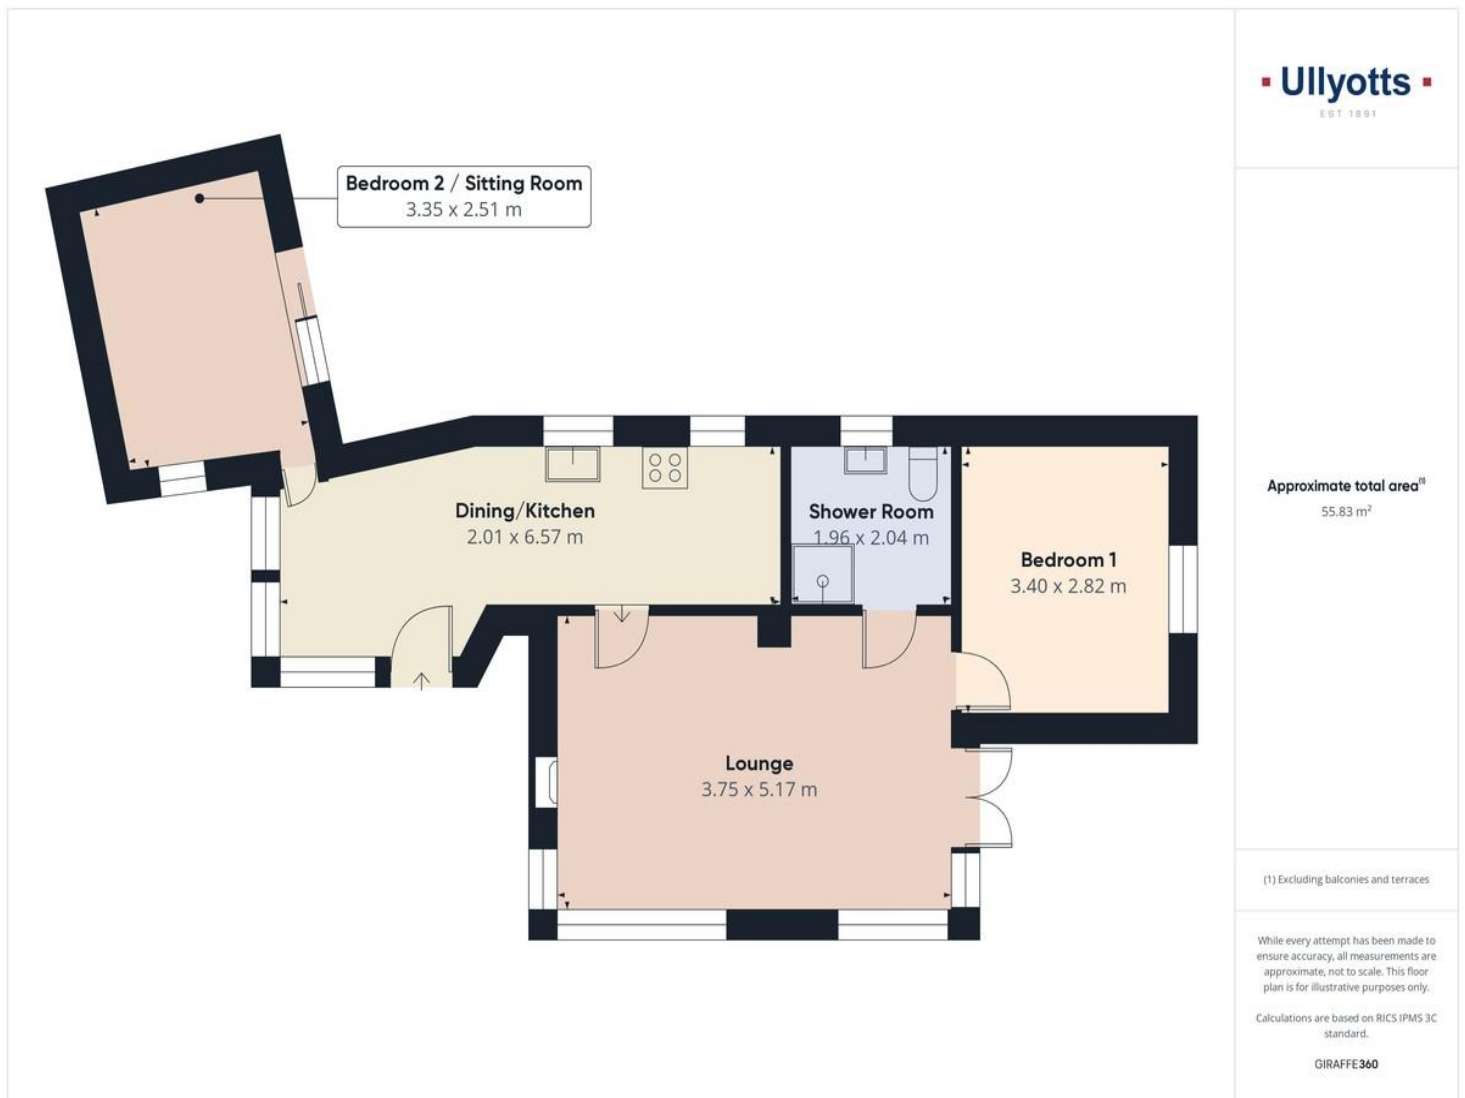 Ullyotts
EST 1891
Bedroom 2 / Sitting Room
3.35 x 2.51 m
Dining/Kitchen
2.01 x 6.57 m
Shower Room
1.96 x 2.04 m
Bedroom 1
3.40 x 2.82 m
Lounge
3.75 x 5.17 m
Approximate total area(1)
55.83 m²
(1) Excluding balconies and terraces
While every attempt has been made to
ensure accuracy, all measurements are
approximate, not to scale. This floor
plan is for illustrative purposes only.
Calculations are based on RICS IPMS 3C
standard.
GIRAFFE360